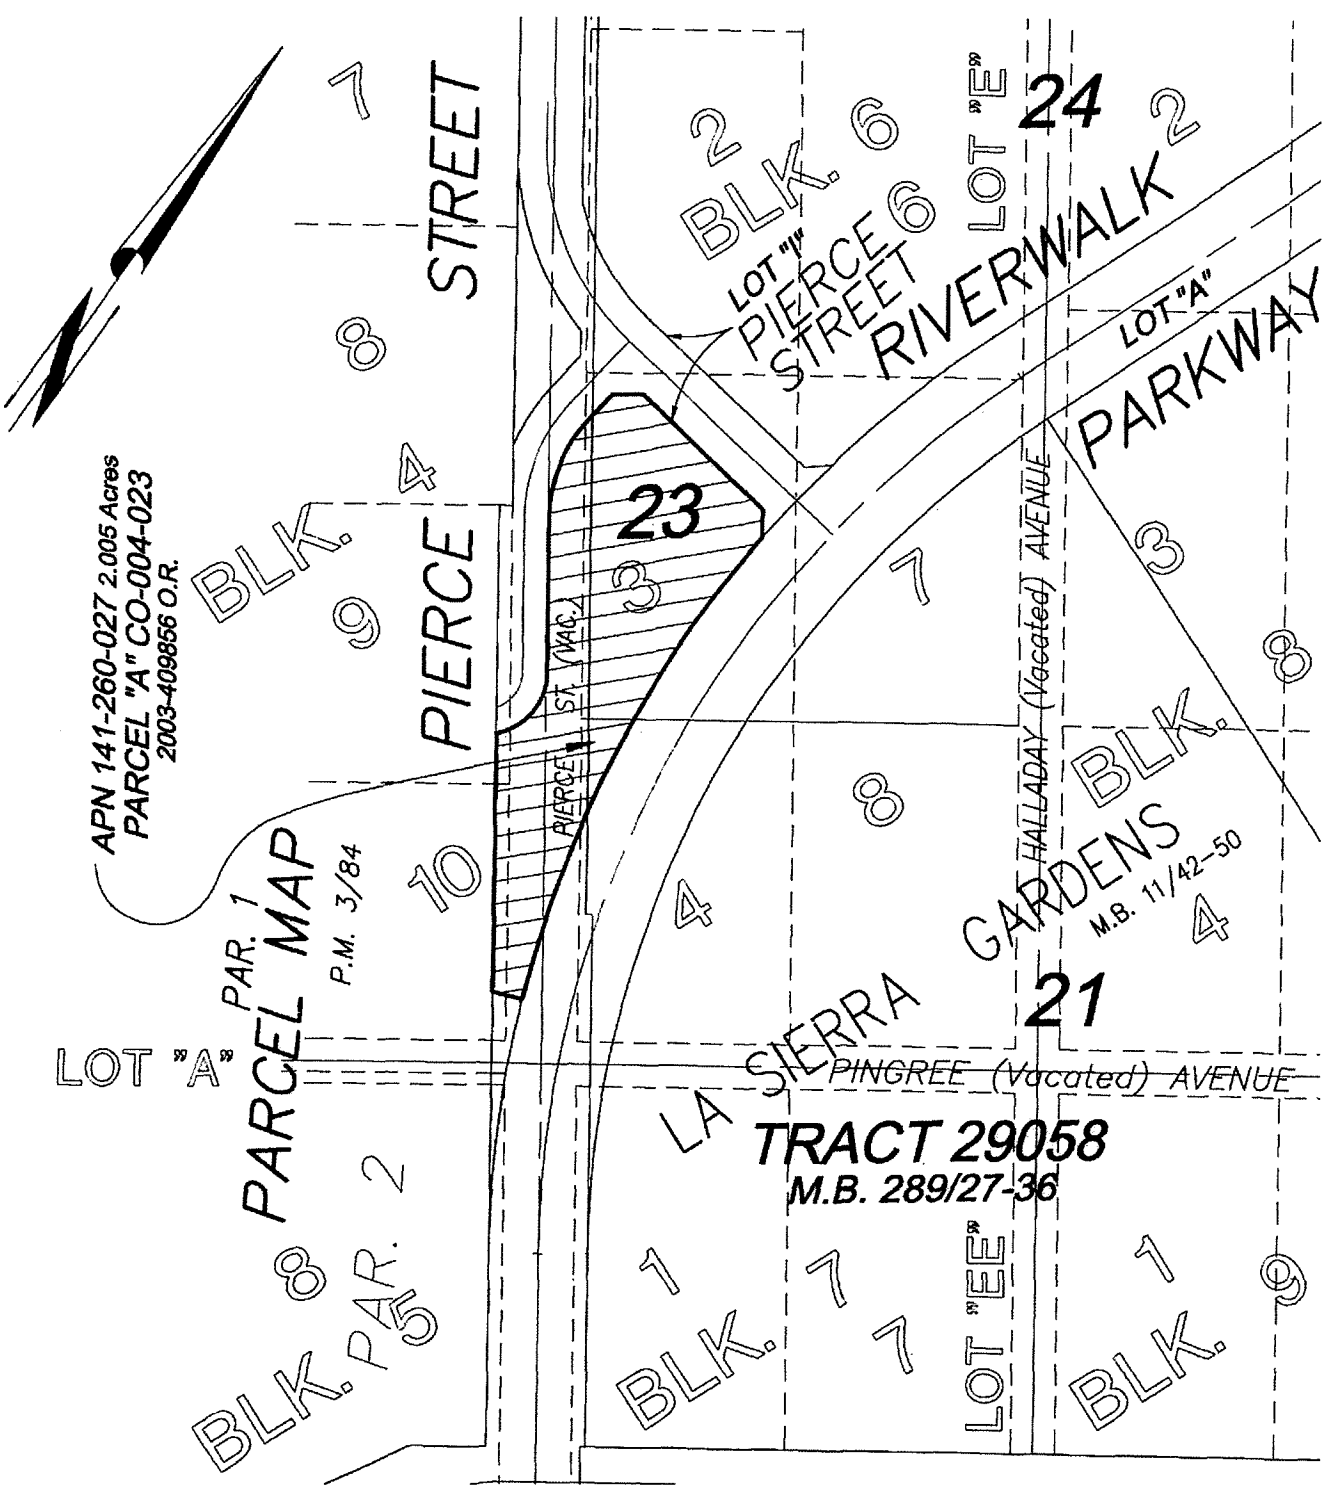 7
STREET
2
BLK. 6
6
LOT "E"
24
2
LOT "I"
PIERCE
STREET
RIVERWALK
PARKWAY
LOT "A"
8
4
BLK.
9
APN 141-260-027 2.005 Acres
PARCEL "A" CO-004-023
2003-409856 O.R.
PIERCE
23
3
PIERCE ST. (VAC.)
7
HALLADAY (Vacated) AVENUE
3
8
BLK.
8
10
4
PAR. 1
PARCEL MAP
P.M. 3/84
LA SIERRA GARDENS
M.B. 11/42-50
4
21
LOT "A"
PARCEL
PINGREE (Vacated) AVENUE
TRACT 29058
M.B. 289/27-36
PAR. 2
8
5
BLK.
1
7
BLK. 7
LOT "EE"
1
9
BLK.